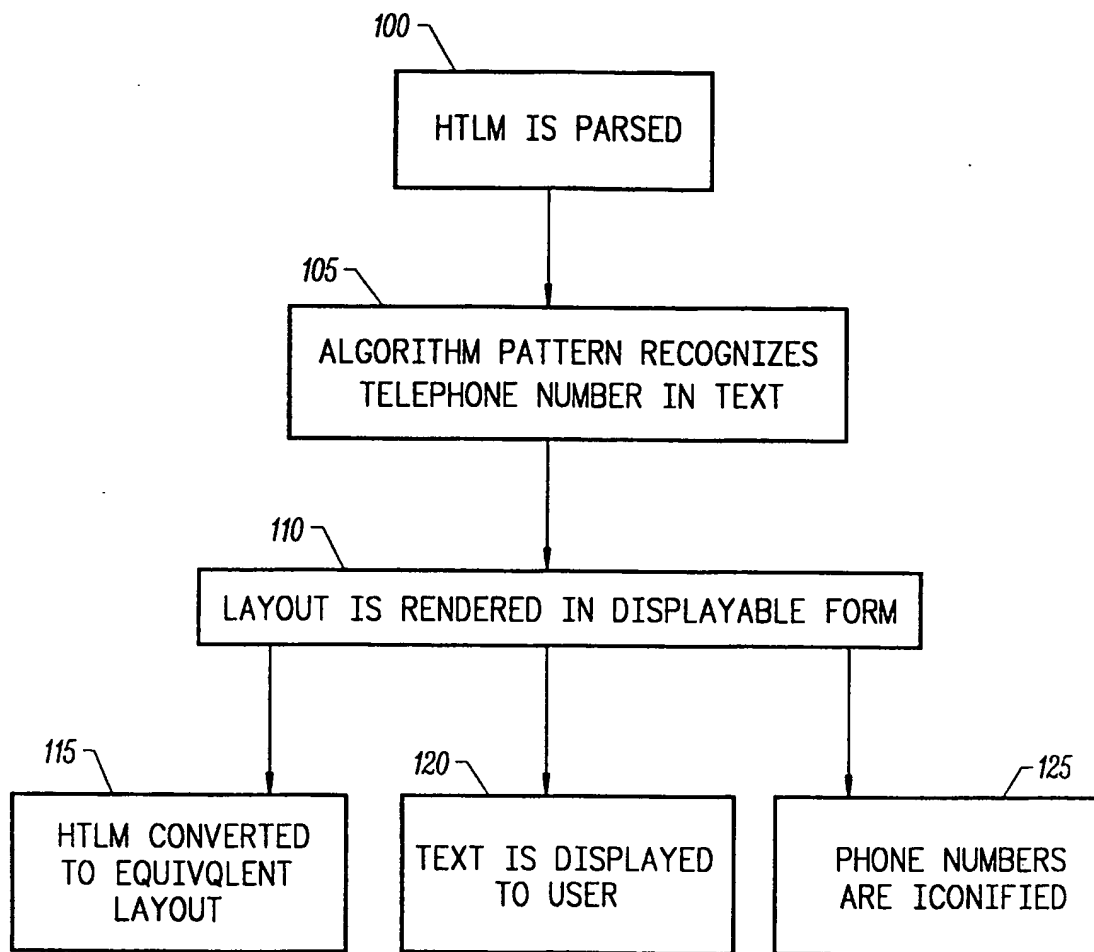 100
HTLM IS PARSED
105
ALGORITHM PATTERN RECOGNIZES
TELEPHONE NUMBER IN TEXT
110
LAYOUT IS RENDERED IN DISPLAYABLE FORM
115
HTLM CONVERTED
TO EQUIVQLENT
LAYOUT
120
TEXT IS DISPLAYED
TO USER
125
PHONE NUMBERS
ARE ICONIFIED